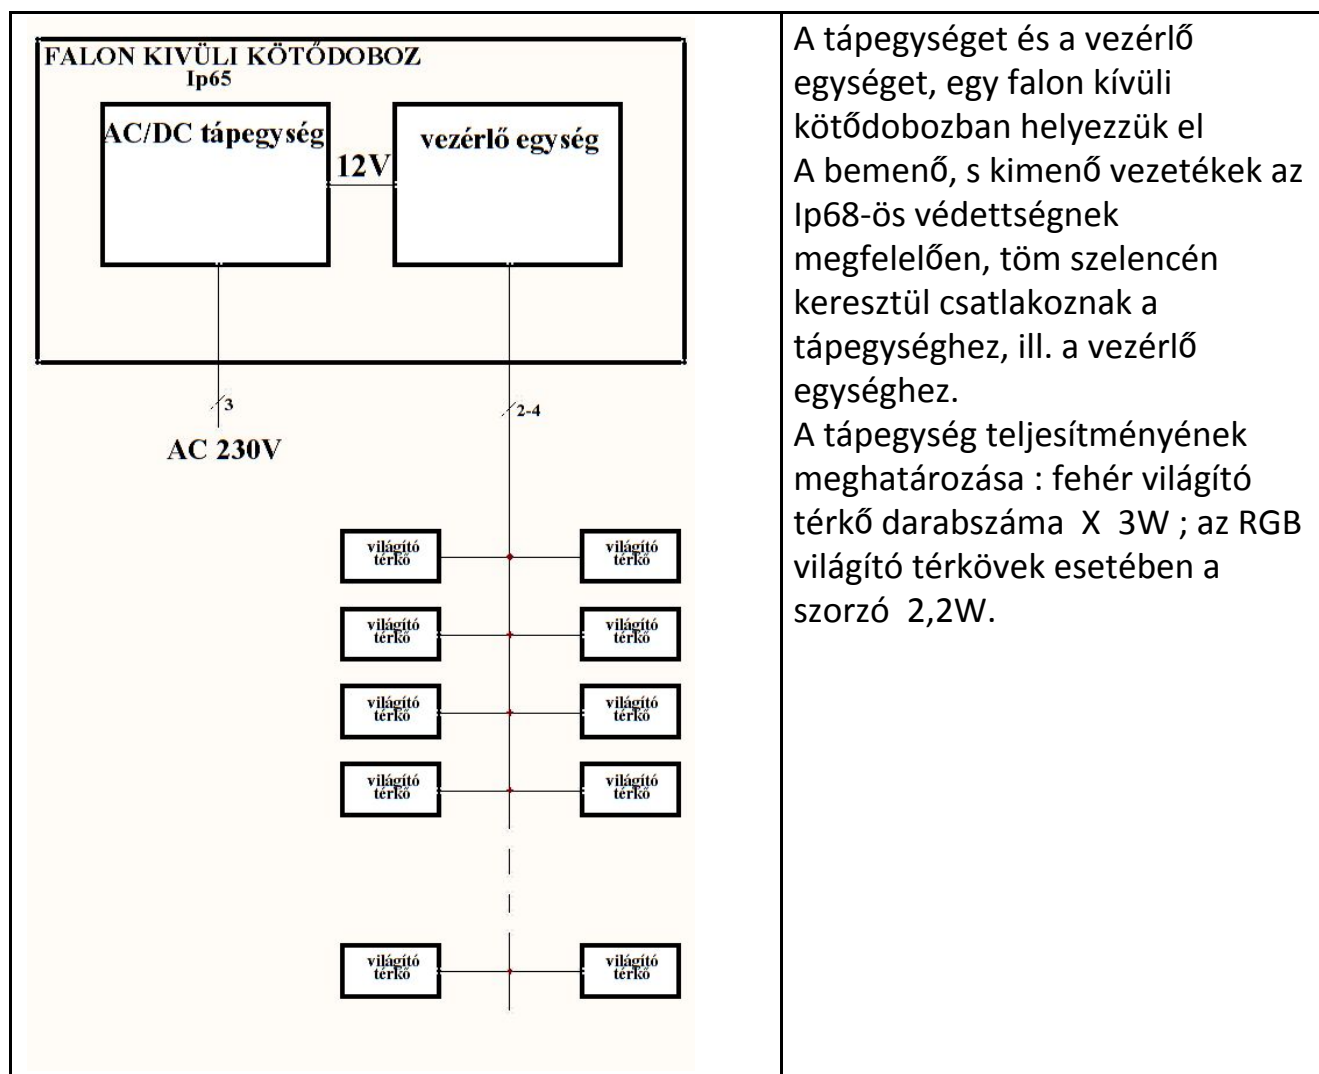 FALON KIVÜLI KÖTŐDOBOZ
Ip65
AC/DC tápegység
12V
vezérlő egység
3
AC 230V
2-4
világító
térkő
világító
térkő
világító
térkő
világító
térkő
világító
térkő
világító
térkő
világító
térkő
világító
térkő
világító
térkő
világító
térkő
A tápegységet és a vezérlő
egységet, egy falon kívüli
kötődobozban helyezzük el
A bemenő, s kimenő vezetékek az
Ip68-ös védettségnek
megfelelően, töm szelencén
keresztül csatlakoznak a
tápegységhez, ill. a vezérlő
egységhez.
A tápegység teljesítményének
meghatározása : fehér világító
térkő darabszáma X 3W ; az RGB
világító térkövek esetében a
szorzó 2,2W.